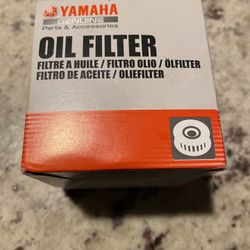 YAMAHA
GENUINE
Parts & Accessories
OIL FILTER
FILTRE A HUILE / FILTRO OLIO / ÖLFILTER
FILTRO DE ACEITE / OLIEFILTER